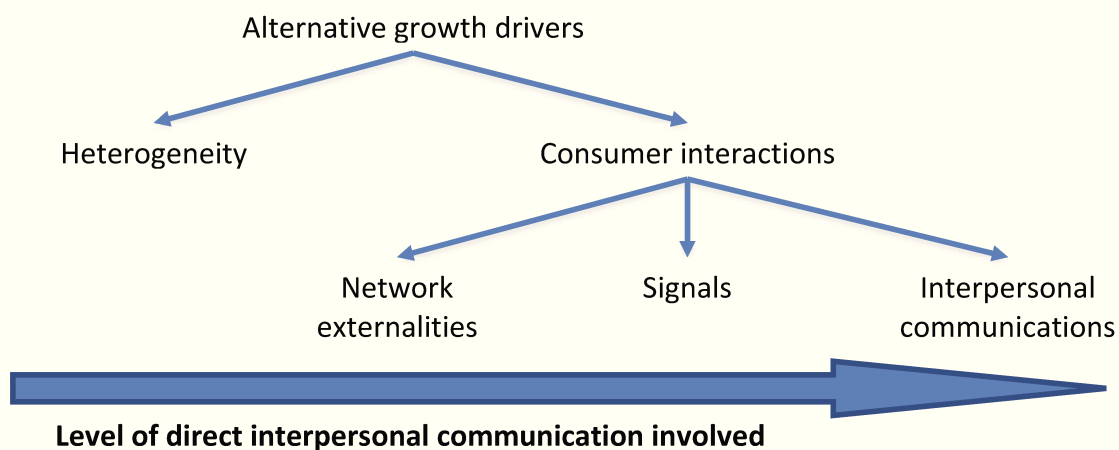 Alternative growth drivers
Heterogeneity
Consumer interactions
Network
externalities
Signals
Interpersonal
communications
Level of direct interpersonal communication involved